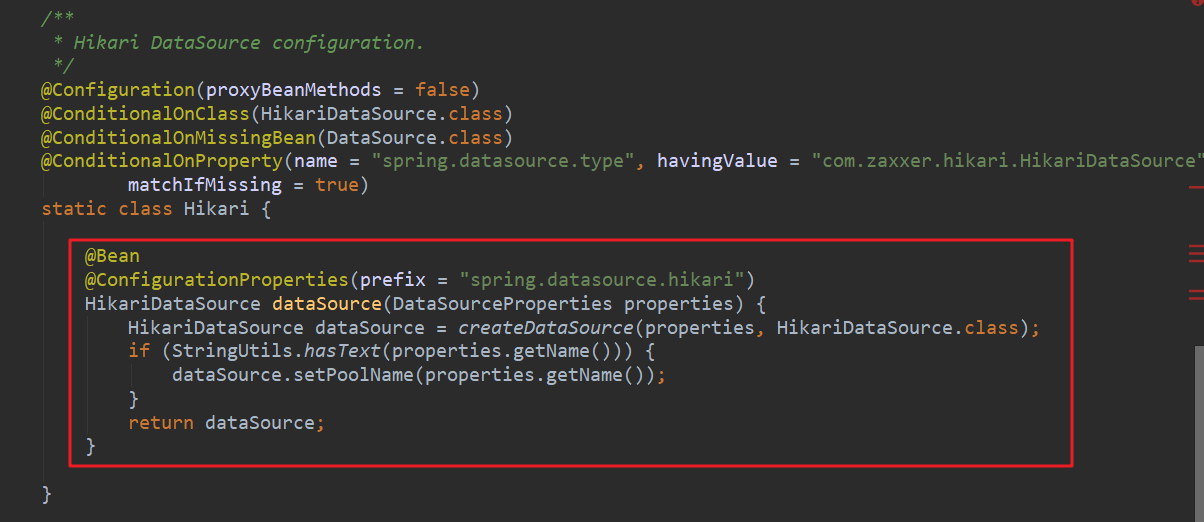 /**
 * Hikari DataSource configuration.
 */
@Configuration(proxyBeanMethods = false)
@ConditionalOnClass(HikariDataSource.class)
@ConditionalOnMissingBean(DataSource.class)
@ConditionalOnProperty(name = "spring.datasource.type", havingValue = "com.zaxxer.hikari.HikariDataSource"
        matchIfMissing = true)
static class Hikari {
    @Bean
    @ConfigurationProperties(prefix = "spring.datasource.hikari")
    HikariDataSource dataSource(DataSourceProperties properties) {
        HikariDataSource dataSource = createDataSource(properties, HikariDataSource.class);
        if (StringUtils.hasText(properties.getName())) {
            dataSource.setPoolName(properties.getName());
        }
        return dataSource;
    }
}